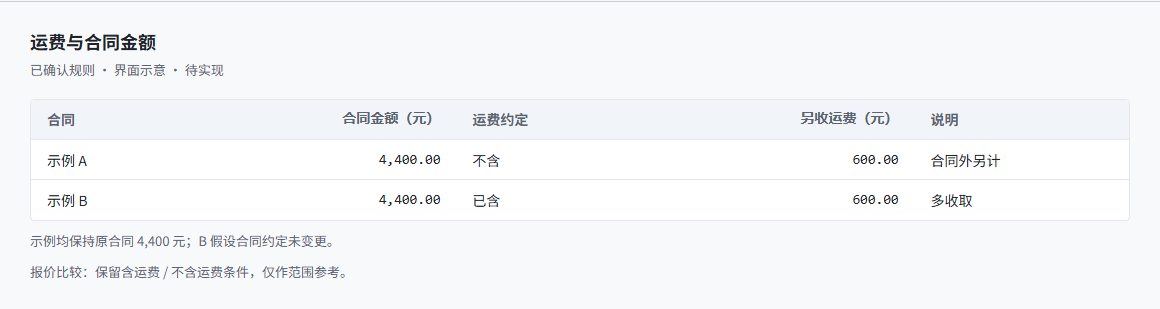 运费与合同金额
已确认规则 · 界面示意 · 待实现
合同 合同金额（元） 运费约定 另收运费（元） 说明
示例 A 4,400.00 不含 600.00 合同外另计
示例 B 4,400.00 已含 600.00 多收取
示例均保持原合同 4,400 元；B 假设合同约定未变更。
报价比较：保留含运费 / 不含运费条件，仅作范围参考。